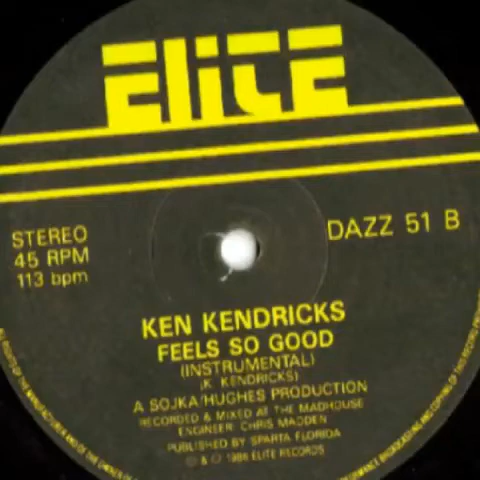 ELITE
STEREO
45 RPM
113 bpm
DAZZ 51 B
KEN KENDRICKS
FEELS SO GOOD
(INSTRUMENTAL)
(K. KENDRICKS)
A SOJKA/HUGHES PRODUCTION
RECORDED & MIXED AT THE MADHOUSE
ENGINEER: CHRIS MADDEN
PUBLISHED BY SPARTA FLORIDA
℗ & © 1986 ELITE RECORDS